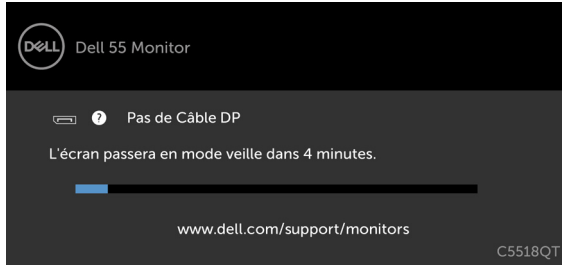 DELL Dell 55 Monitor
? Pas de Câble DP
L'écran passera en mode veille dans 4 minutes.
www.dell.com/support/monitors
C5518QT